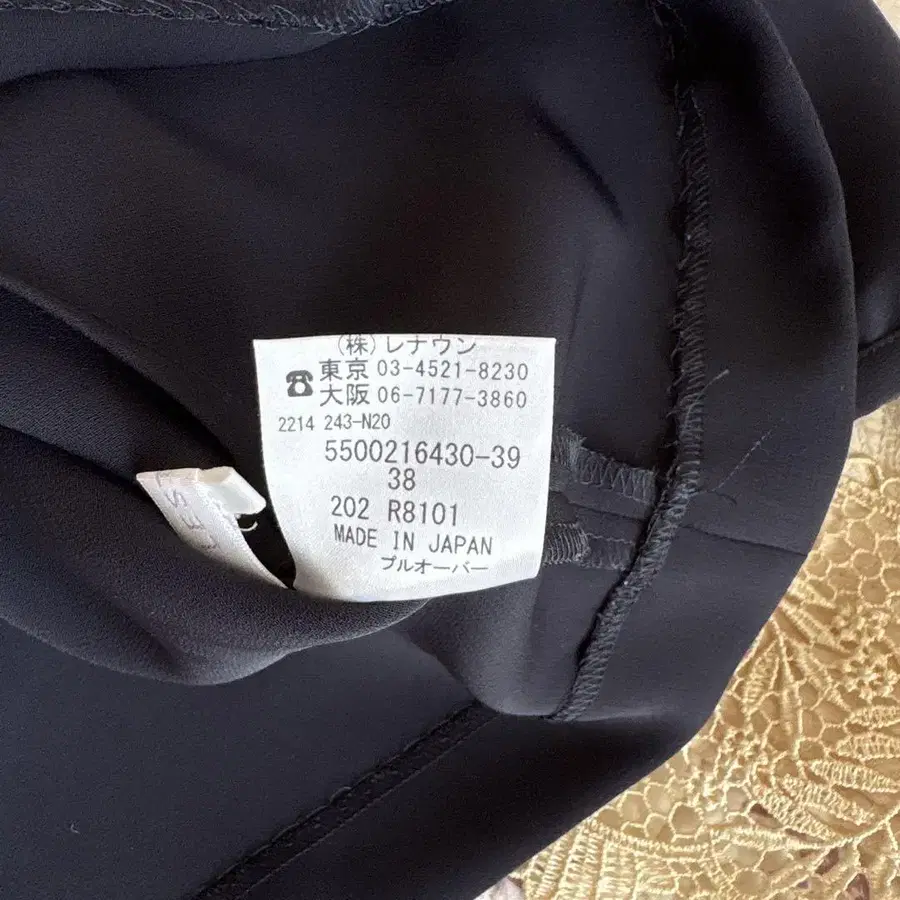 (株)レナウン
☎東京 03-4521-8230
大阪 06-7177-3860
2214 243-N20
5500216430-39
38
202 R8101
MADE IN JAPAN
プルオーバー